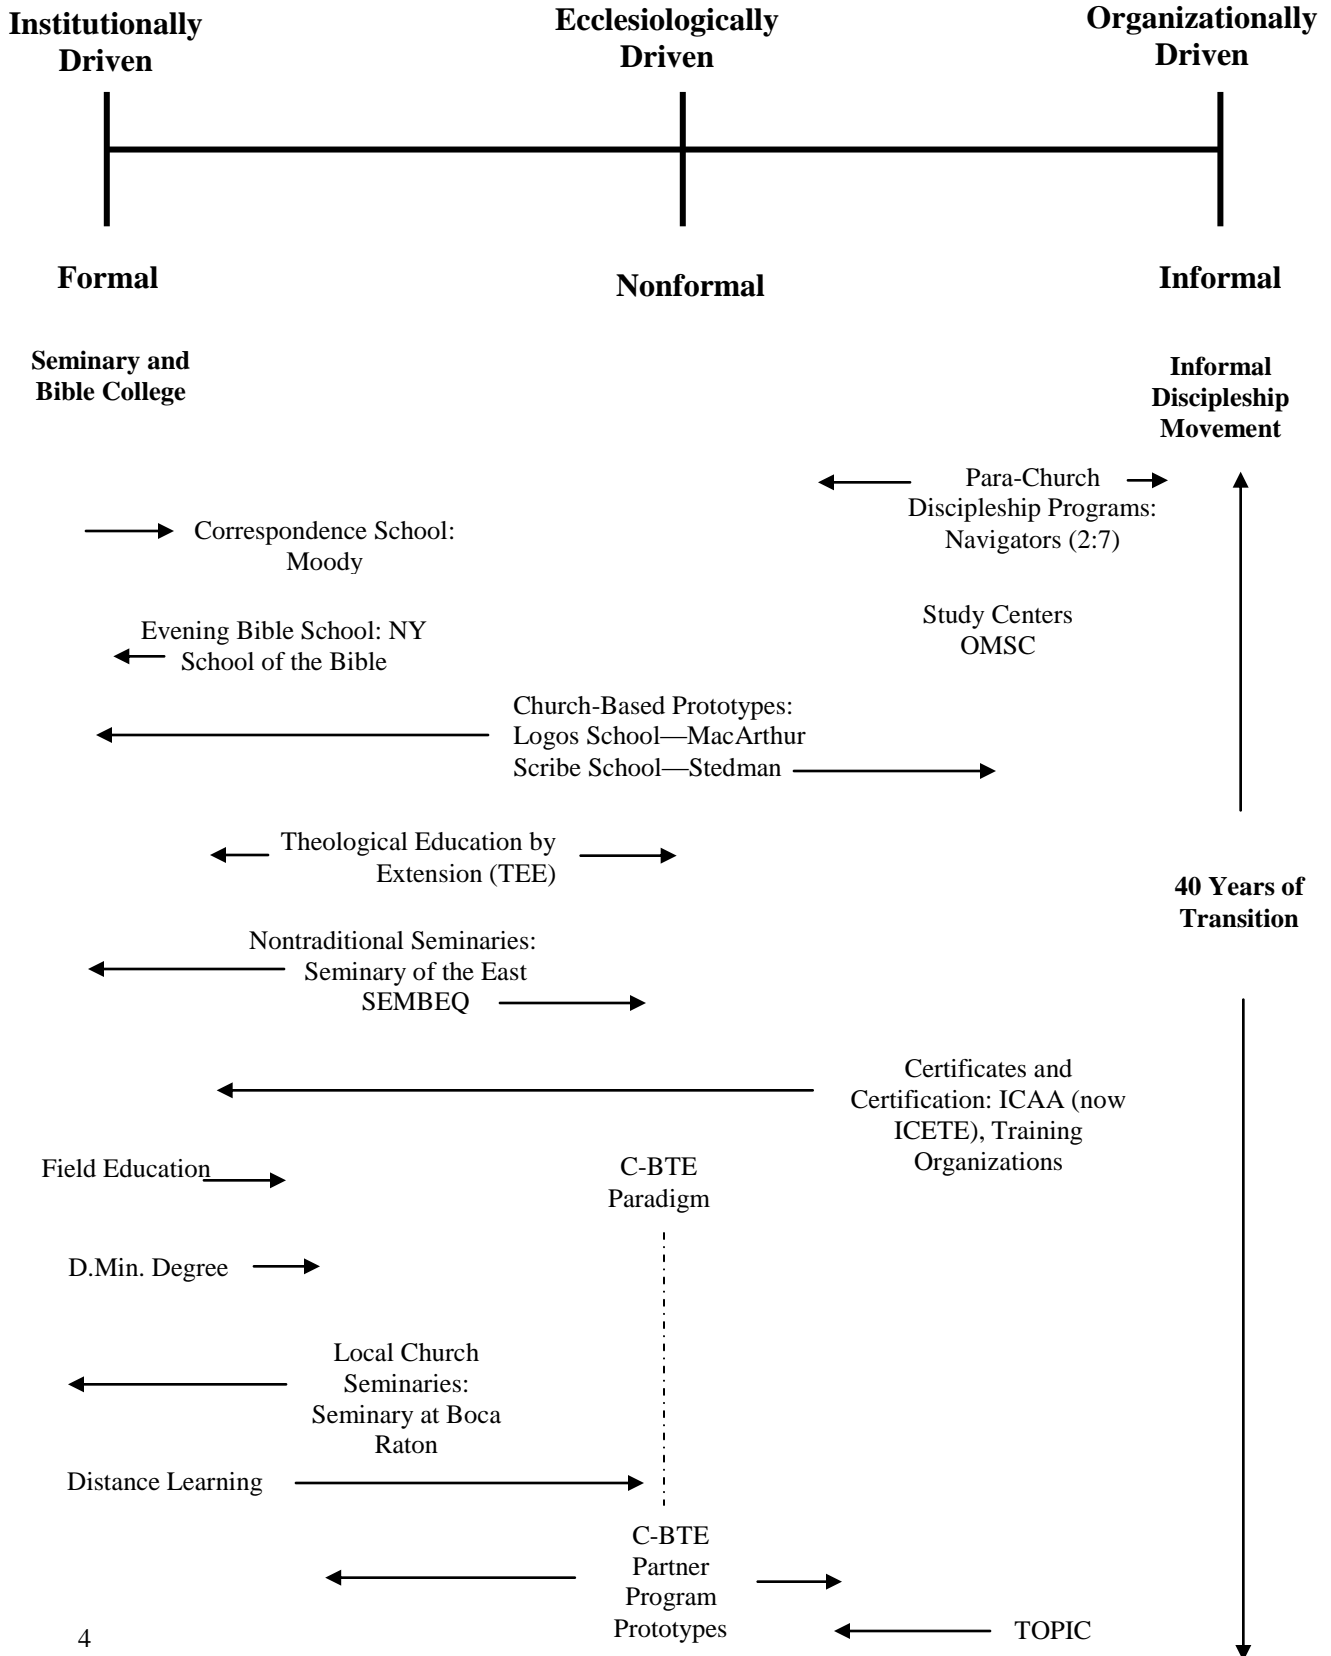 Institutionally
Driven
Ecclesiologically
Driven
Organizationally
Driven
Formal
Nonformal
Informal
Seminary and
Bible College
Informal
Discipleship
Movement
Para-Church
Discipleship Programs:
Navigators (2:7)
Correspondence School:
Moody
Study Centers
OMSC
Evening Bible School: NY
School of the Bible
Church-Based Prototypes:
Logos School—MacArthur
Scribe School—Stedman
Theological Education by
Extension (TEE)
40 Years of
Transition
Nontraditional Seminaries:
Seminary of the East
SEMBEQ
Certificates and
Certification: ICAA (now
ICETE), Training
Organizations
Field Education
C-BTE
Paradigm
D.Min. Degree
Local Church
Seminaries:
Seminary at Boca
Raton
Distance Learning
C-BTE
Partner
Program
Prototypes
TOPIC
4